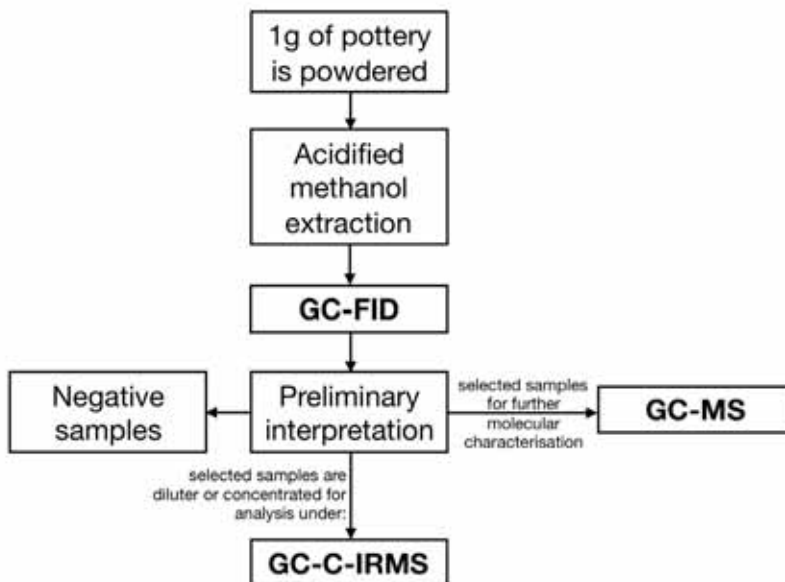 1g of pottery
is powdered
Acidified
methanol
extraction
GC-FID
Negative
samples
Preliminary
interpretation
selected samples
for further
molecular
characterisation
GC-MS
selected samples are
diluter or concentrated for
analysis under:
GC-C-IRMS